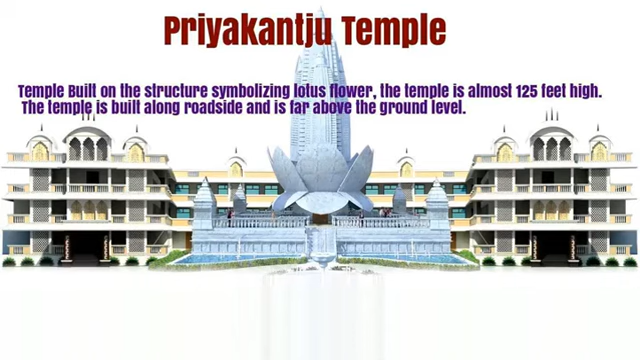 Priyakantju Temple
Temple Built on the structure symbolizing lotus flower, the temple is almost 125 feet high.
The temple is built along roadside and is far above the ground level.